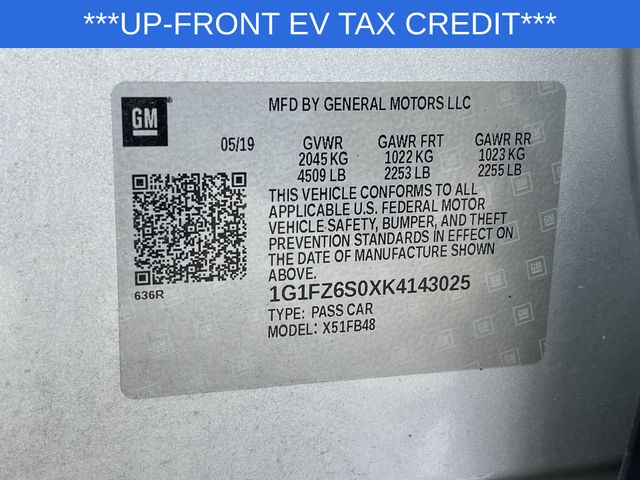 ***UP-FRONT EV TAX CREDIT***
GM
MFD BY GENERAL MOTORS LLC
05/19 GVWR GAWR FRT GAWR RR
2045 KG 1022 KG 1023 KG
4509 LB 2253 LB 2255 LB
THIS VEHICLE CONFORMS TO ALL
APPLICABLE U.S. FEDERAL MOTOR
VEHICLE SAFETY, BUMPER, AND THEFT
PREVENTION STANDARDS IN EFFECT ON
THE DATE OF MANUFACTURE SHOWN
ABOVE.
636R
1G1FZ6S0XK4143025
TYPE: PASS CAR
MODEL: X51FB48